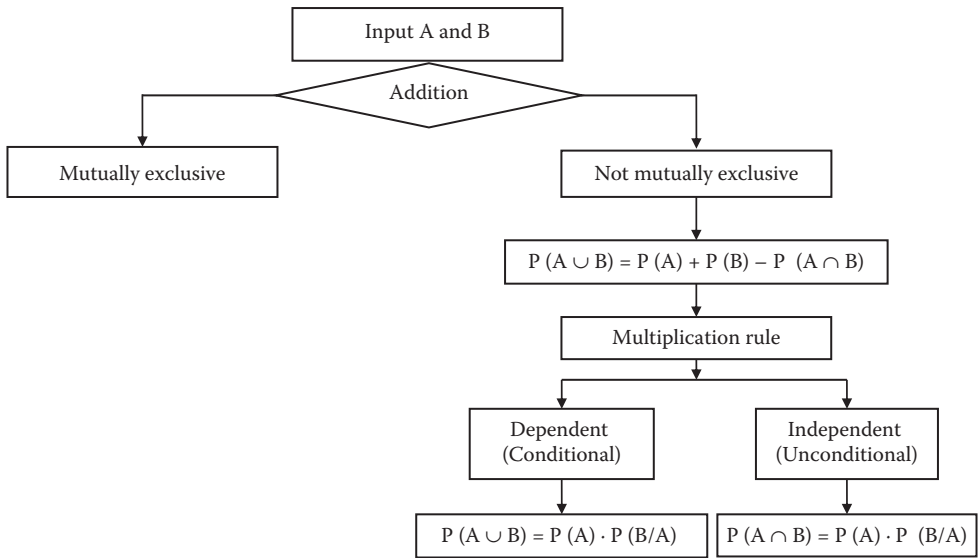 Input A and B
Addition
Mutually exclusive
Not mutually exclusive
P (A ∪ B) = P (A) + P (B) – P (A ∩ B)
Multiplication rule
Dependent
(Conditional)
Independent
(Unconditional)
P (A ∪ B) = P (A) · P (B/A)
P (A ∩ B) = P (A) · P (B/A)